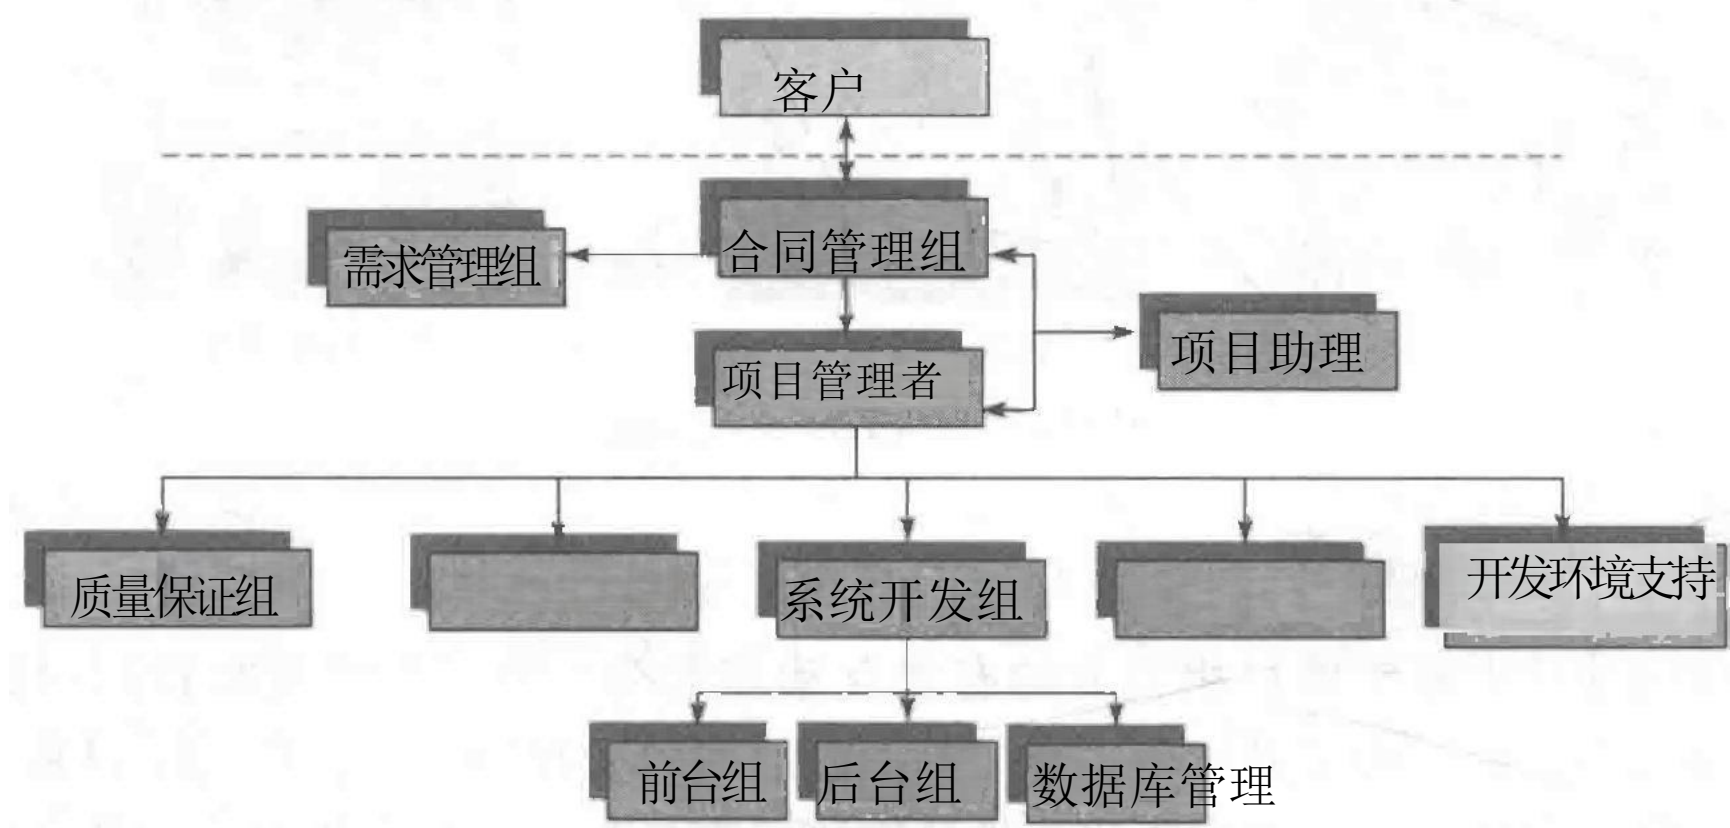 客户
需求管理组
合同管理组
项目助理
项目管理者
质量保证组
系统开发组
开发环境支持
前台组
后台组
数据库管理